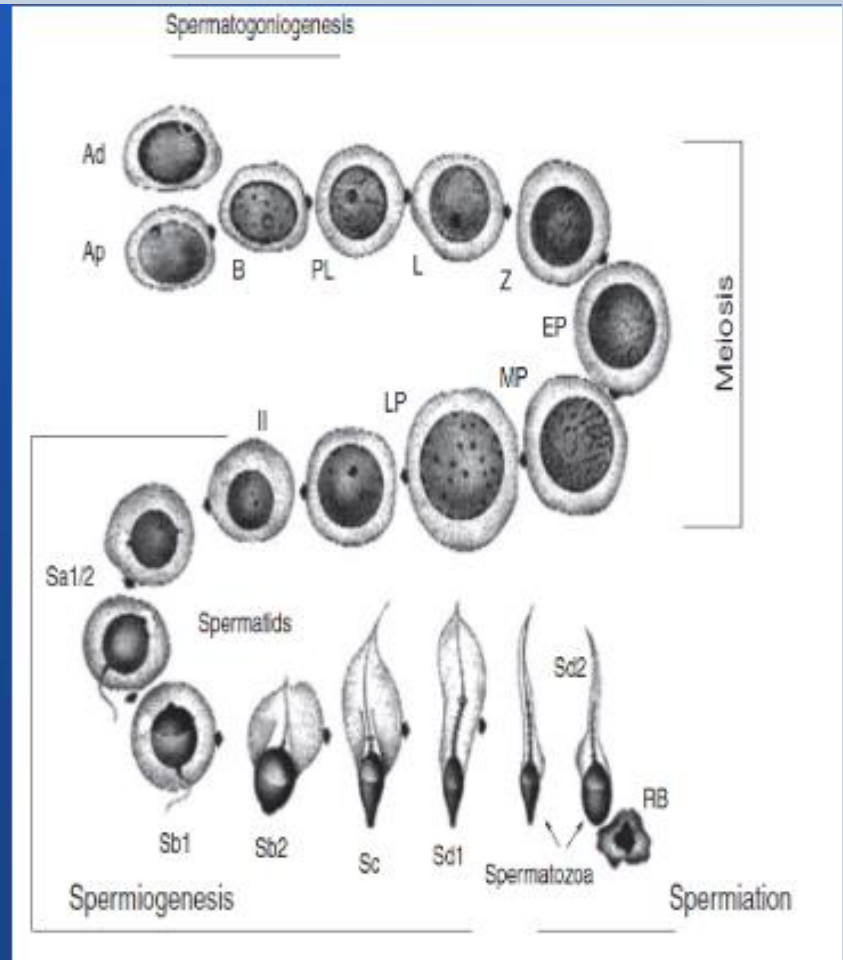 Spermatogoniogenesis
Ad
Ap
B
PL
L
Z
EP
Meiosis
MP
LP
II
Sa1/2
Spermatids
Sd2
RB
Sb1
Sb2
Sc
Sd1
Spermatozoa
Spermiogenesis
Spermiation